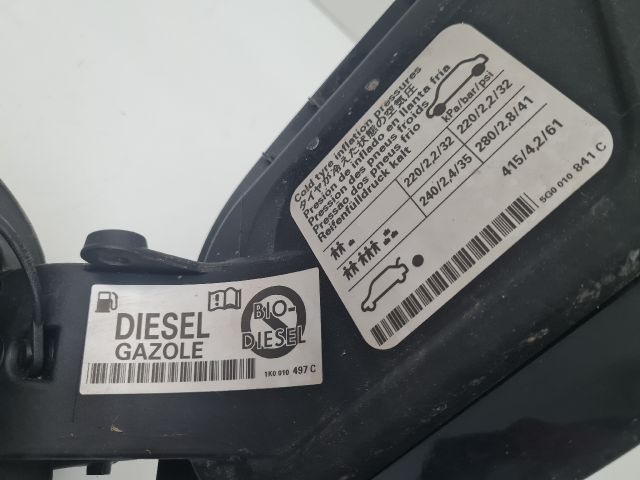 Cold tyre inflation pressures
タイヤが冷えた状態の空気圧
Presión de inflado en llanta fría
Pression des pneus froids
Pressão dos pneus frio
Reifenfülldruck kalt
kPa/bar/psi
220/2,2/32 220/2,2/32
240/2,4/35 280/2,8/41
415/4,2/61
5G0 010 841 C
DIESEL
GAZOLE
BIO-
DIESEL
1K0 010 497 C